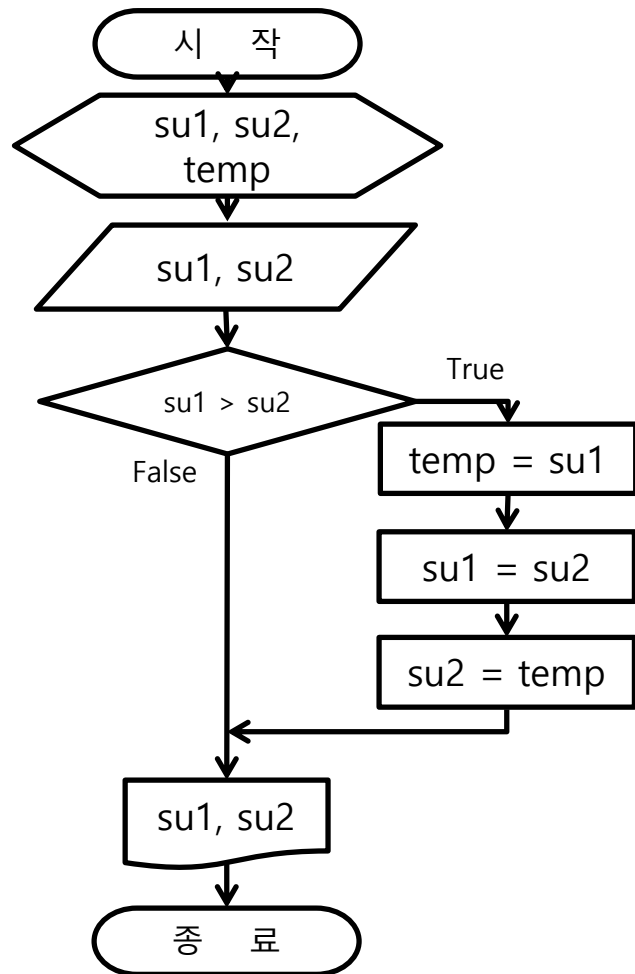 시 작
su1, su2,
temp
su1, su2
su1 > su2
True
False
temp = su1
su1 = su2
su2 = temp
su1, su2
종 료